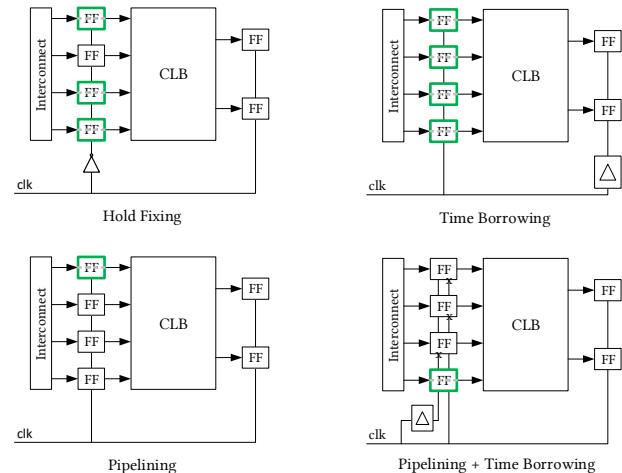 Interconnect
FF
FF
FF
FF
CLB
FF
FF
clk
Hold Fixing
Interconnect
FF
FF
FF
FF
CLB
FF
FF
△
clk
Time Borrowing
Interconnect
FF
FF
FF
FF
CLB
FF
FF
clk
Pipelining
Interconnect
FF
x
FF
x
FF
x
FF
CLB
FF
FF
△
clk
Pipelining + Time Borrowing